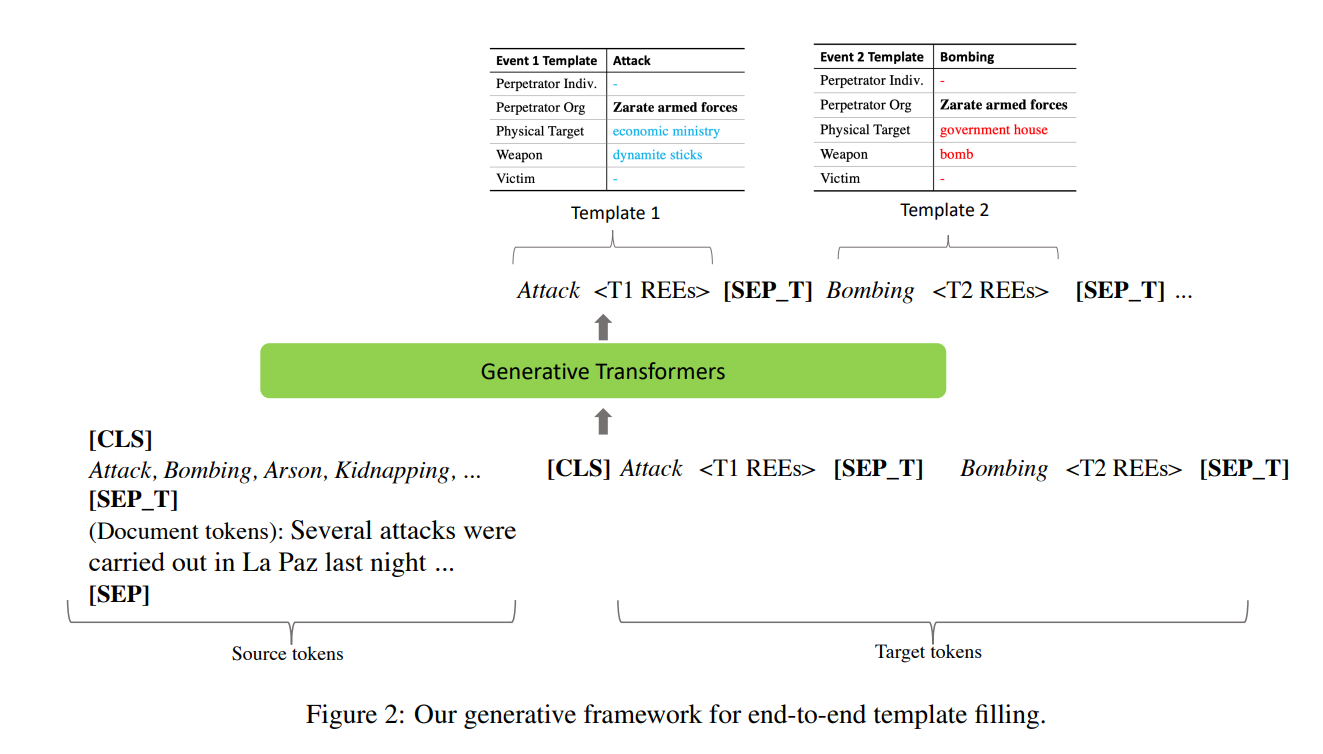 Event 1 Template Attack
Perpetrator Indiv. -
Perpetrator Org Zarate armed forces
Physical Target economic ministry
Weapon dynamite sticks
Victim -
Template 1
Event 2 Template Bombing
Perpetrator Indiv. -
Perpetrator Org Zarate armed forces
Physical Target government house
Weapon bomb
Victim -
Template 2
Attack <T1 REEs> [SEP_T] Bombing <T2 REEs> [SEP_T] ...
Generative Transformers
[CLS]
Attack, Bombing, Arson, Kidnapping, ...
[SEP_T]
(Document tokens): Several attacks were
carried out in La Paz last night ...
[SEP]
Source tokens
[CLS] Attack <T1 REEs> [SEP_T] Bombing <T2 REEs> [SEP_T]
Target tokens
Figure 2: Our generative framework for end-to-end template filling.